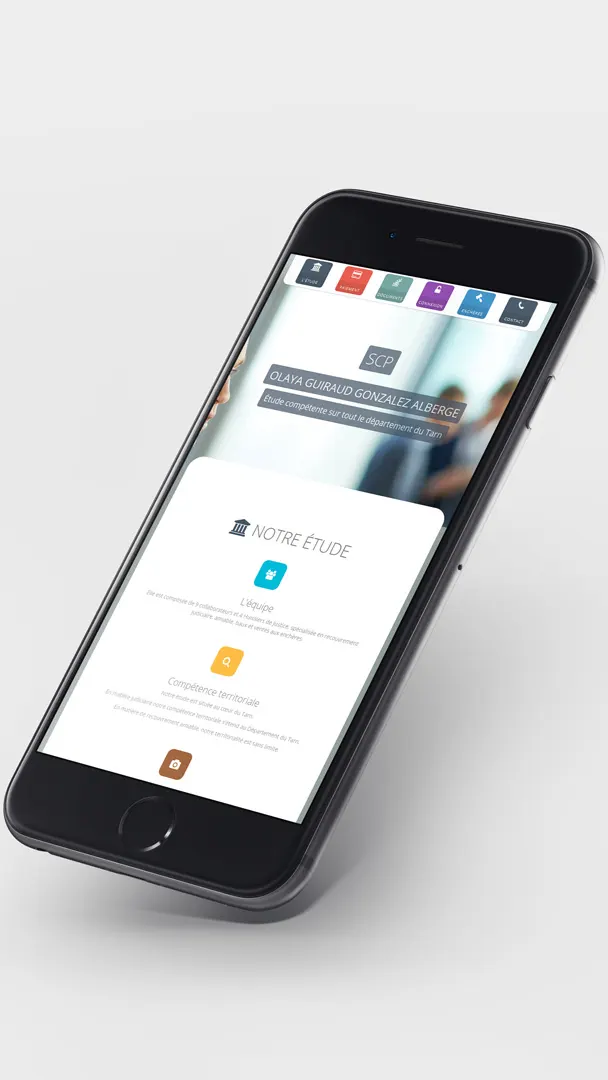 L'ÉTUDE
PAIEMENT
DOCUMENTS
CONNEXION
ENCHÈRES
CONTACT
SCP
OLAYA GUIRAUD GONZALEZ ALBERGE
Étude compétente sur tout le département du Tarn
NOTRE ÉTUDE
L'équipe
Elle est composée de 9 collaborateurs et 4 Huissiers de Justice, spécialisée en recouvrement
judiciaire, amiable, baux et ventes aux enchères.
Compétence territoriale
Notre étude est située au cœur du Tarn.
En matière judiciaire notre compétence territoriale s'étend au Département du Tarn.
En matière de recouvrement amiable, notre territorialité est sans limite.